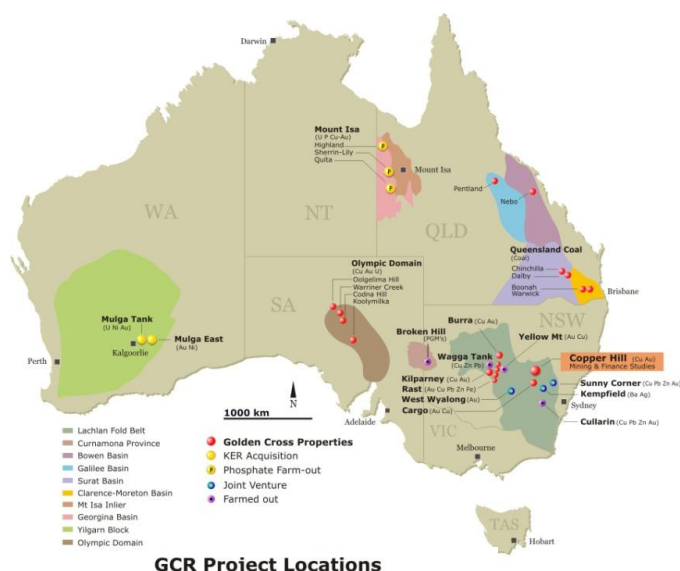 Darwin
Mount Isa
(U P Cu-Au)
Highland
Sherrin-Lily
Quita
Mount Isa
Pentland
Nebo
WA
NT
QLD
Queensland Coal
(Coal)
Chinchilla
Dalby
Boonah
Warwick
Brisbane
Olympic Domain
(Cu Au U)
Oolgelima Hill
Warriner Creek
Codna Hill
Koolymilka
SA
NSW
Mulga Tank
(U Ni Au)
Mulga East
(Au Ni)
Kalgoorlie
Perth
Broken Hill
(PGM's)
Burra (Cu Au)
Yellow Mt (Au Cu)
Wagga Tank
(Cu Zn Pb)
Copper Hill (Cu Au)
Mining & Finance Studies
Kilparney (Cu Au)
Rast (Au Cu Pb Zn Fe)
West Wyalong (Au)
Cargo (Au Cu)
Sunny Corner (Cu Pb Zn Au)
Kempfield (Ba Ag)
Sydney
Cullarin (Cu Pb Zn Au)
1000 km
N
Adelaide
VIC
Melbourne
TAS
Hobart
Lachlan Fold Belt
Curnamona Province
Bowen Basin
Galilee Basin
Surat Basin
Clarence-Moreton Basin
Mt Isa Inlier
Georgina Basin
Yilgarn Block
Olympic Domain
Golden Cross Properties
KER Acquisition
P Phosphate Farm-out
Joint Venture
Farmed out
GCR Project Locations